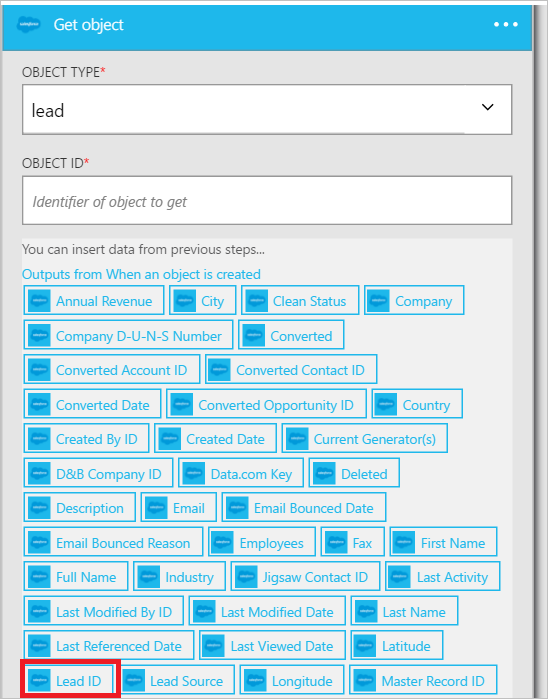 Get object
OBJECT TYPE*
lead
OBJECT ID*
Identifier of object to get
You can insert data from previous steps...
Outputs from When an object is created
Annual Revenue City Clean Status Company
Company D-U-N-S Number Converted
Converted Account ID Converted Contact ID
Converted Date Converted Opportunity ID Country
Created By ID Created Date Current Generator(s)
D&B Company ID Data.com Key Deleted
Description Email Email Bounced Date
Email Bounced Reason Employees Fax First Name
Full Name Industry Jigsaw Contact ID Last Activity
Last Modified By ID Last Modified Date Last Name
Last Referenced Date Last Viewed Date Latitude
Lead ID Lead Source Longitude Master Record ID